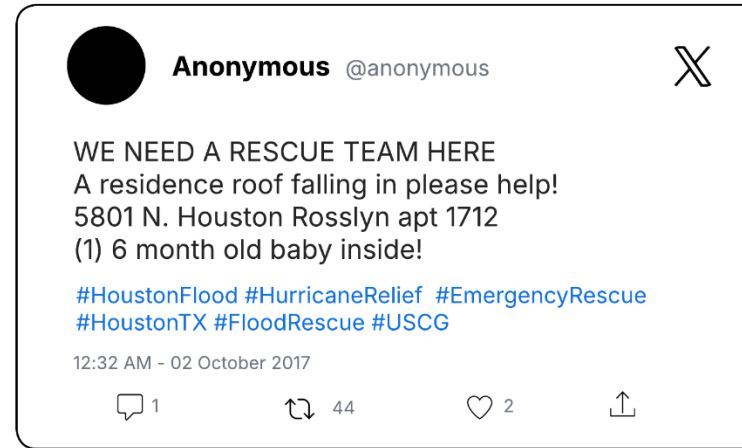 Anonymous @anonymous
WE NEED A RESCUE TEAM HERE
A residence roof falling in please help!
5801 N. Houston Rosslyn apt 1712
(1) 6 month old baby inside!
#HoustonFlood #HurricaneRelief #EmergencyRescue
#HoustonTX #FloodRescue #USCG
12:32 AM - 02 October 2017
1 44 2